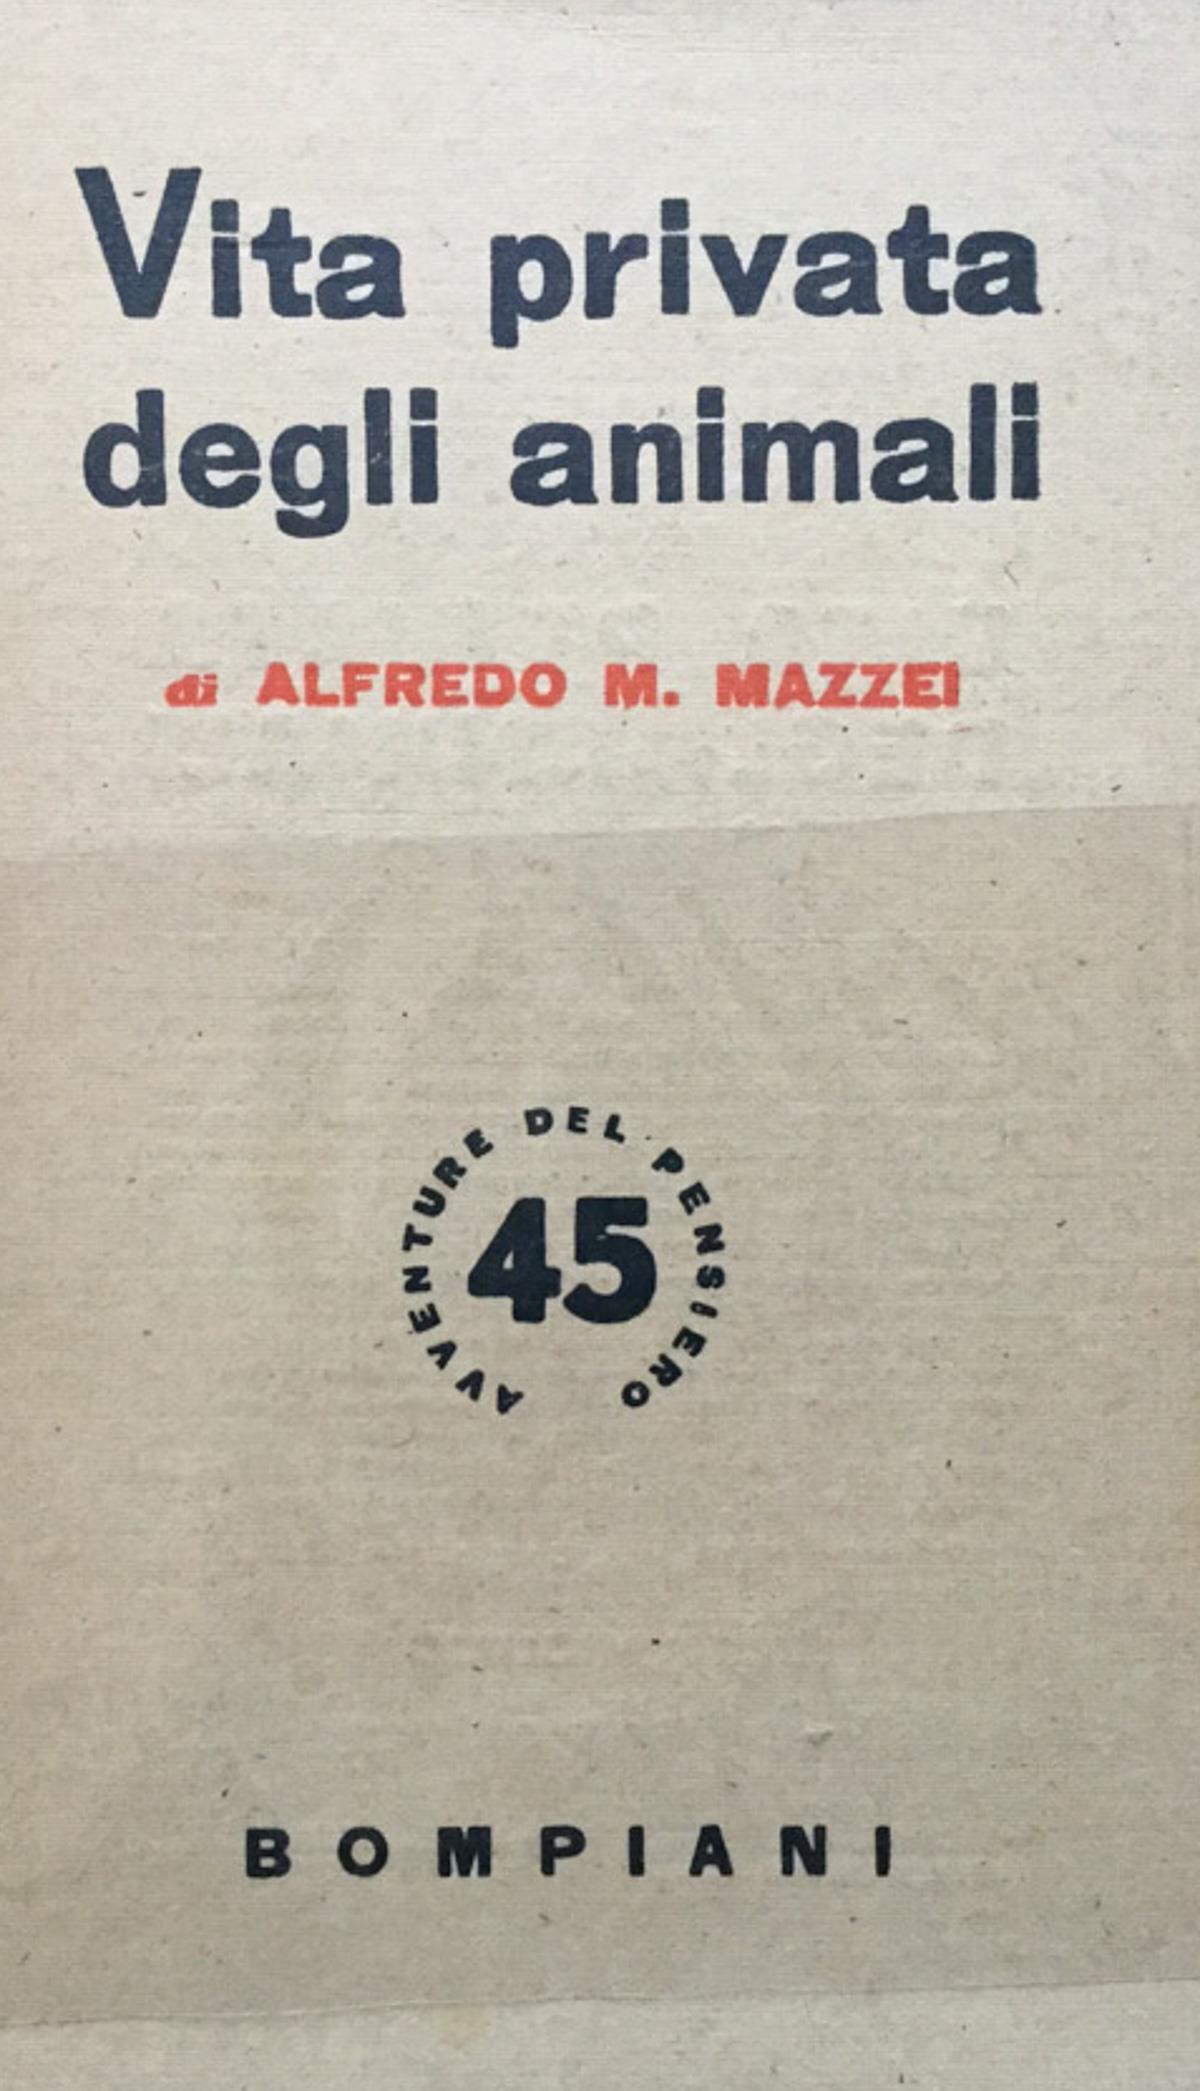 Vita privata
degli animali
di ALFREDO M. MAZZEI
AVVENTURE DEL PENSIERO
45
BOMPIANI